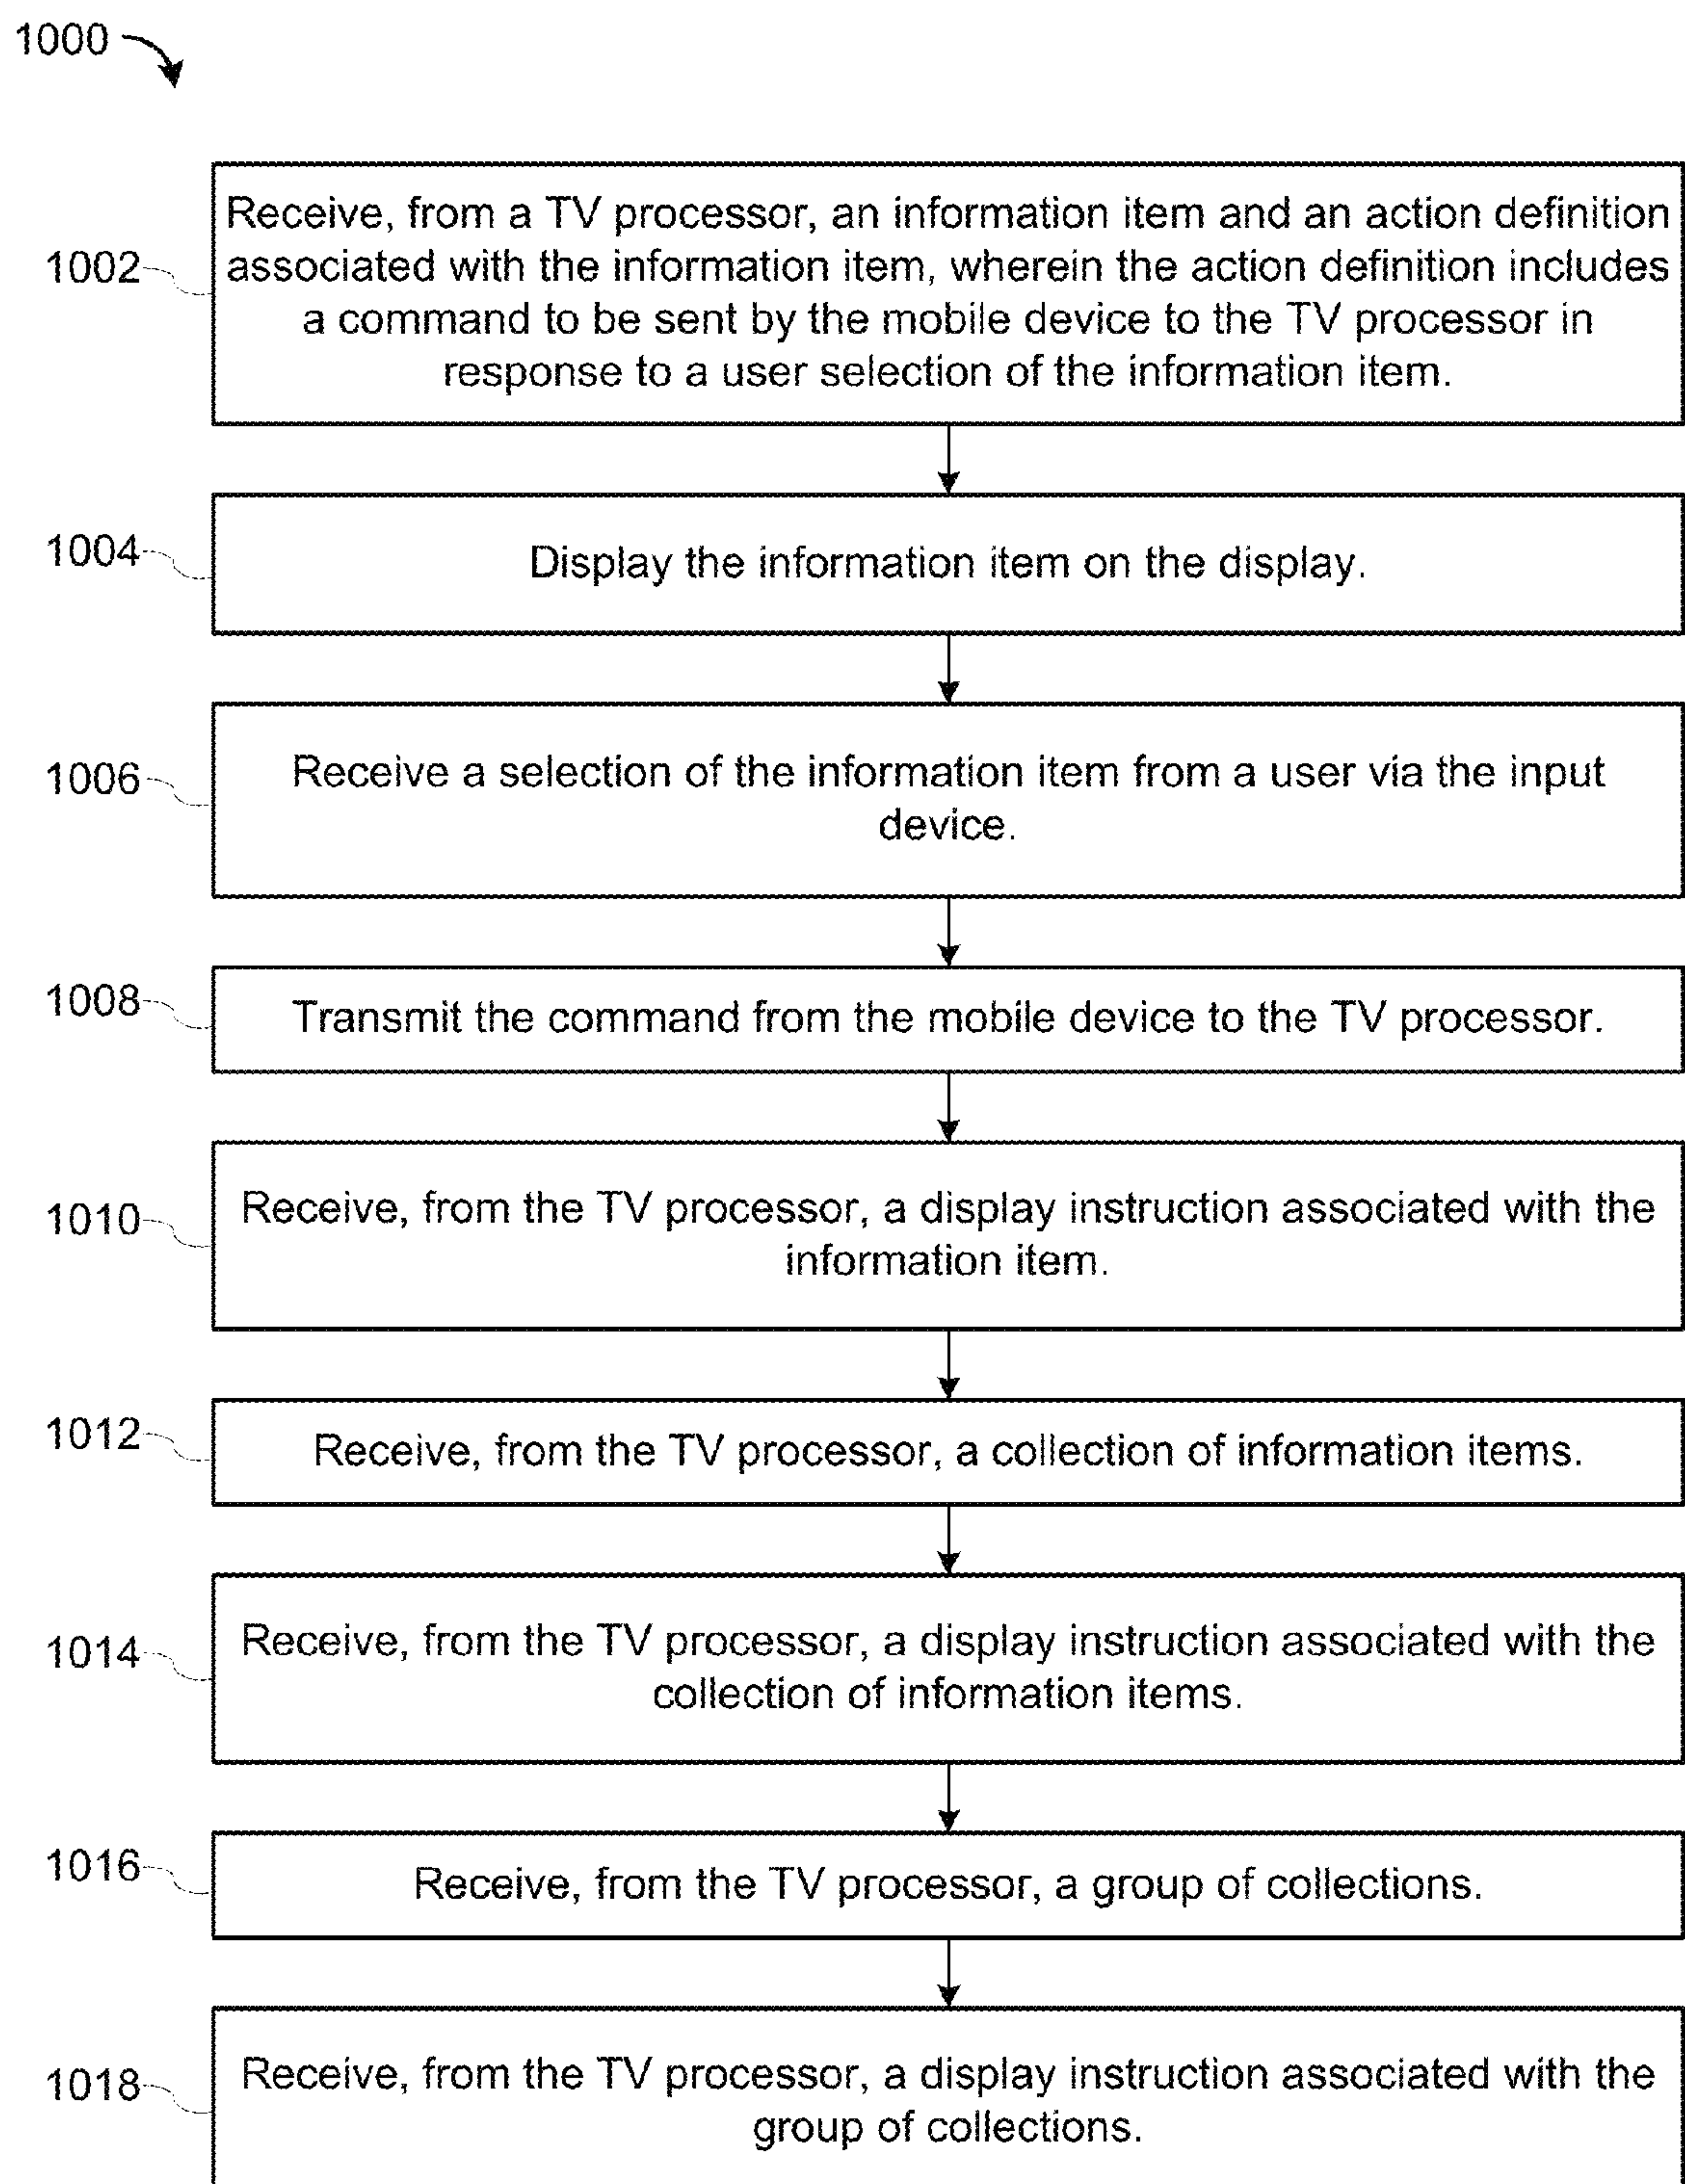 1000
1002
Receive, from a TV processor, an information item and an action definition
associated with the information item, wherein the action definition includes
a command to be sent by the mobile device to the TV processor in
response to a user selection of the information item.
1004
Display the information item on the display.
1006
Receive a selection of the information item from a user via the input
device.
1008
Transmit the command from the mobile device to the TV processor.
1010
Receive, from the TV processor, a display instruction associated with the
information item.
1012
Receive, from the TV processor, a collection of information items.
1014
Receive, from the TV processor, a display instruction associated with the
collection of information items.
1016
Receive, from the TV processor, a group of collections.
1018
Receive, from the TV processor, a display instruction associated with the
group of collections.